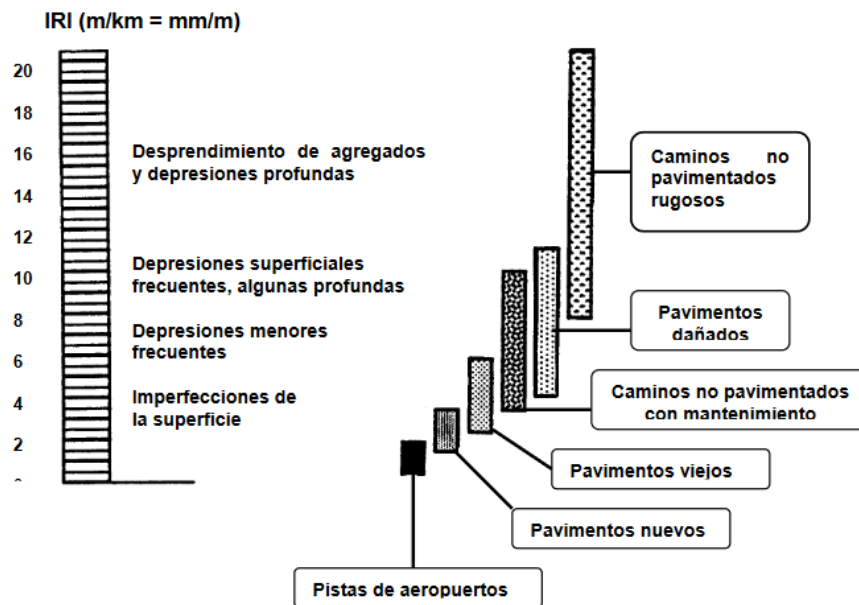 IRI (m/km = mm/m)
20
18
16
14
12
10
8
6
4
2
Desprendimiento de agregados
y depresiones profundas
Depresiones superficiales
frecuentes, algunas profundas
Depresiones menores
frecuentes
Imperfecciones de
la superficie
Caminos no
pavimentados
rugosos
Pavimentos
dañados
Caminos no pavimentados
con mantenimiento
Pavimentos viejos
Pavimentos nuevos
Pistas de aeropuertos